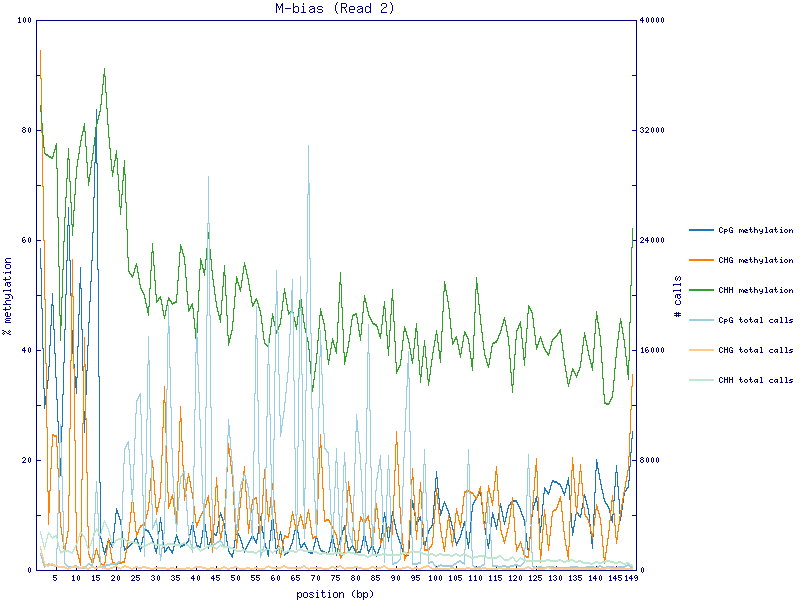 M-bias (Read 2)
100
80
60
40
20
0
% methylation
40000
32000
24000
16000
8000
0
# calls
5 10 15 20 25 30 35 40 45 50 55 60 65 70 75 80 85 90 95 100 105 110 115 120 125 130 135 140 145 149
position (bp)
CpG methylation
CHG methylation
CHH methylation
CpG total calls
CHG total calls
CHH total calls